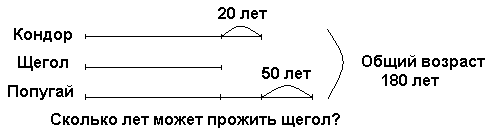 20 лет
Кондор
Щегол
Общий возраст
180 лет
50 лет
Попугай
Сколько лет может прожить щегол?